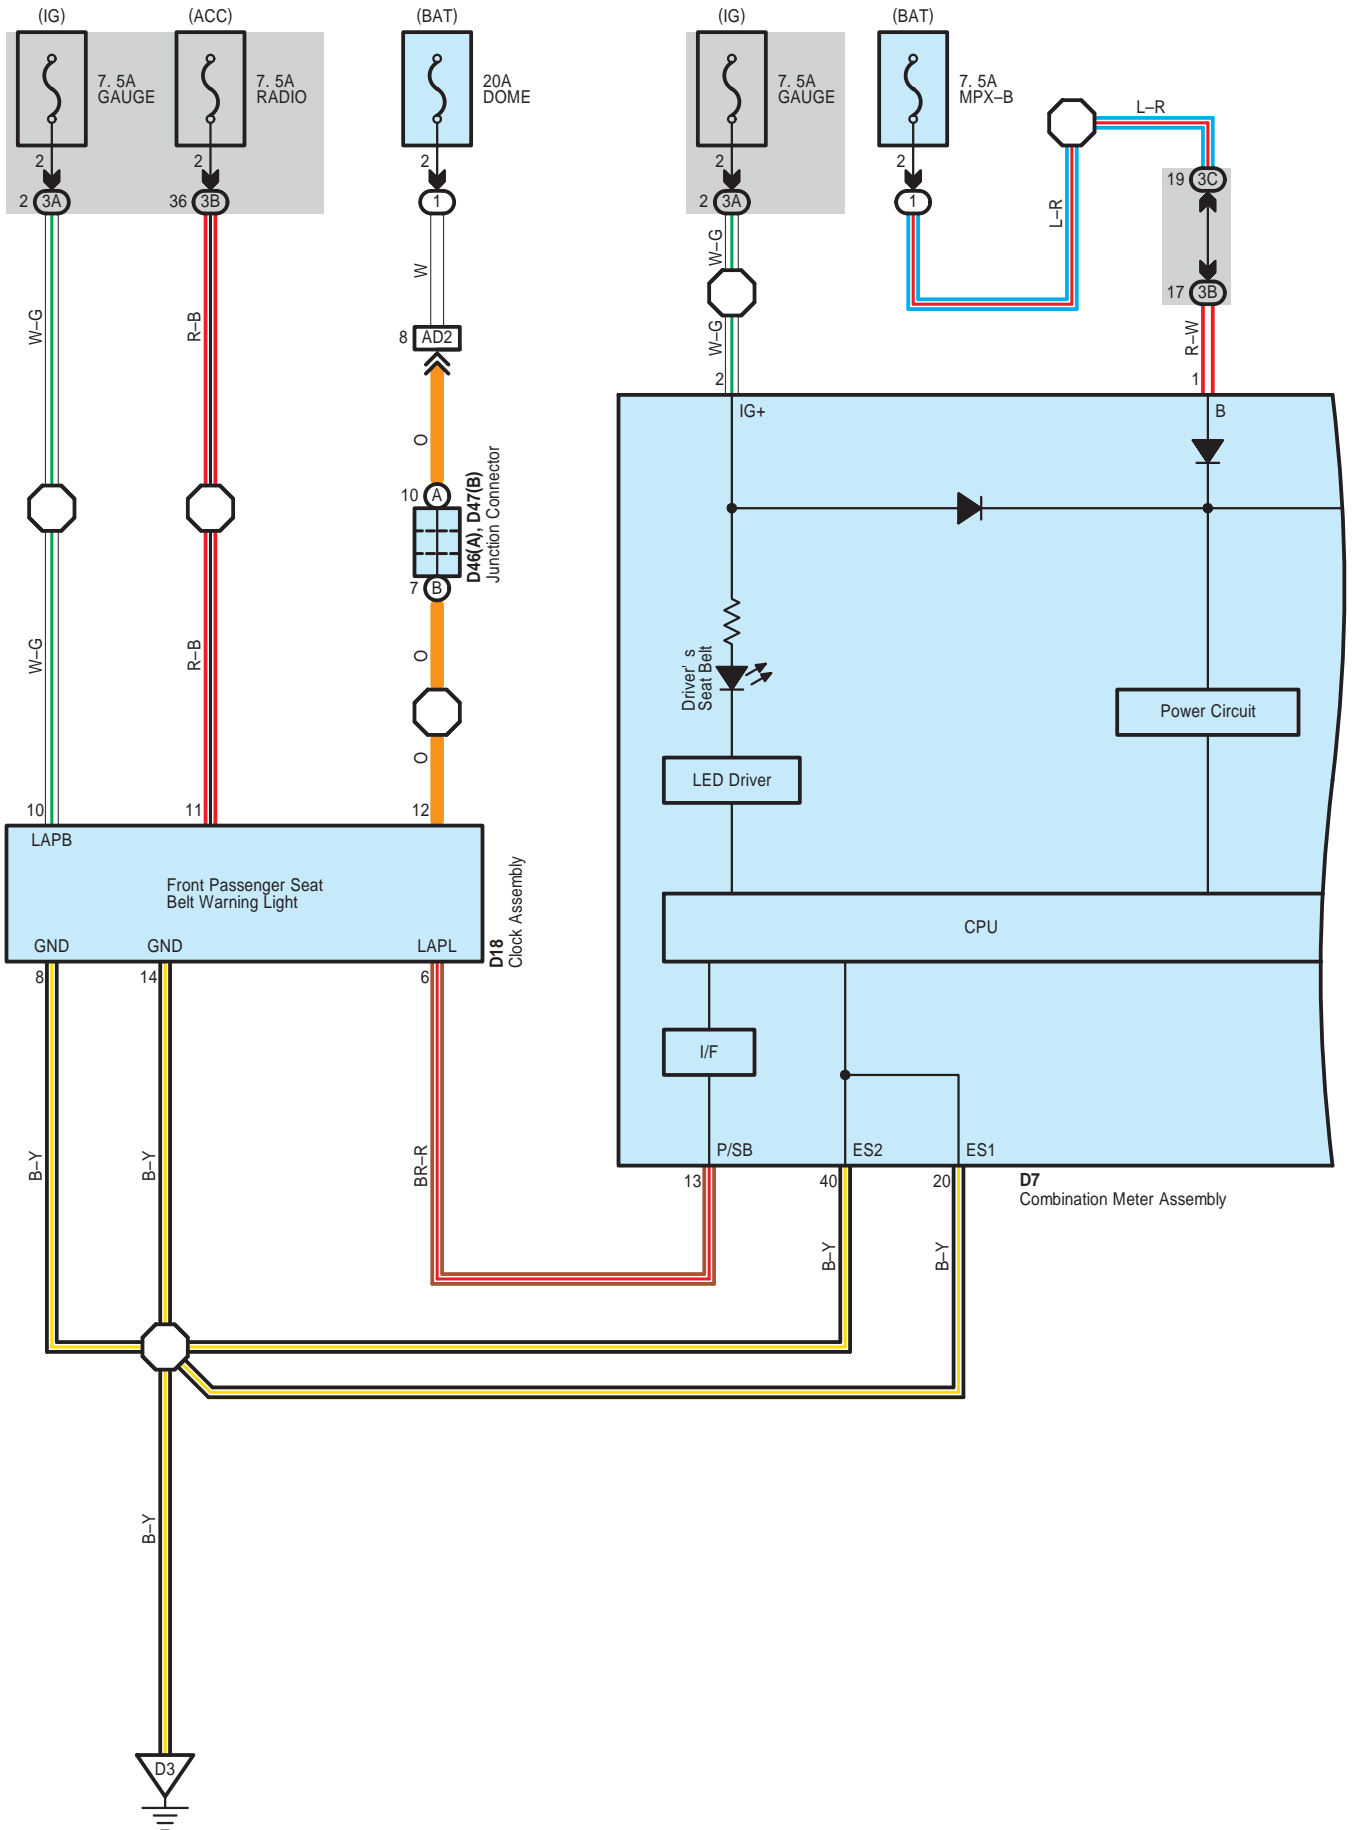 (IG)
(ACC)
(BAT)
(IG)
(BAT)
7. 5A
GAUGE
7. 5A
RADIO
20A
DOME
7. 5A
GAUGE
7. 5A
MPX–B
L–R
2
2
2
2
2
2 3A
36 3B
1
2 3A
1
19 3C
L–R
W–G
W
17 3B
W–G
R–B
8 AD2
W–G
R–W
2
1
IG+
B
O
10 A
D46(A), D47(B)
Junction Connector
7 B
W–G
R–B
O
Driver' s
Seat Belt
Power Circuit
O
LED Driver
10
11
12
LAPB
Front Passenger Seat
Belt Warning Light
D18
Clock Assembly
CPU
GND
GND
LAPL
8
14
6
I/F
P/SB
ES2
ES1
B–Y
B–Y
BR–R
13
40
20
D7
Combination Meter Assembly
B–Y
B–Y
B–Y
D3